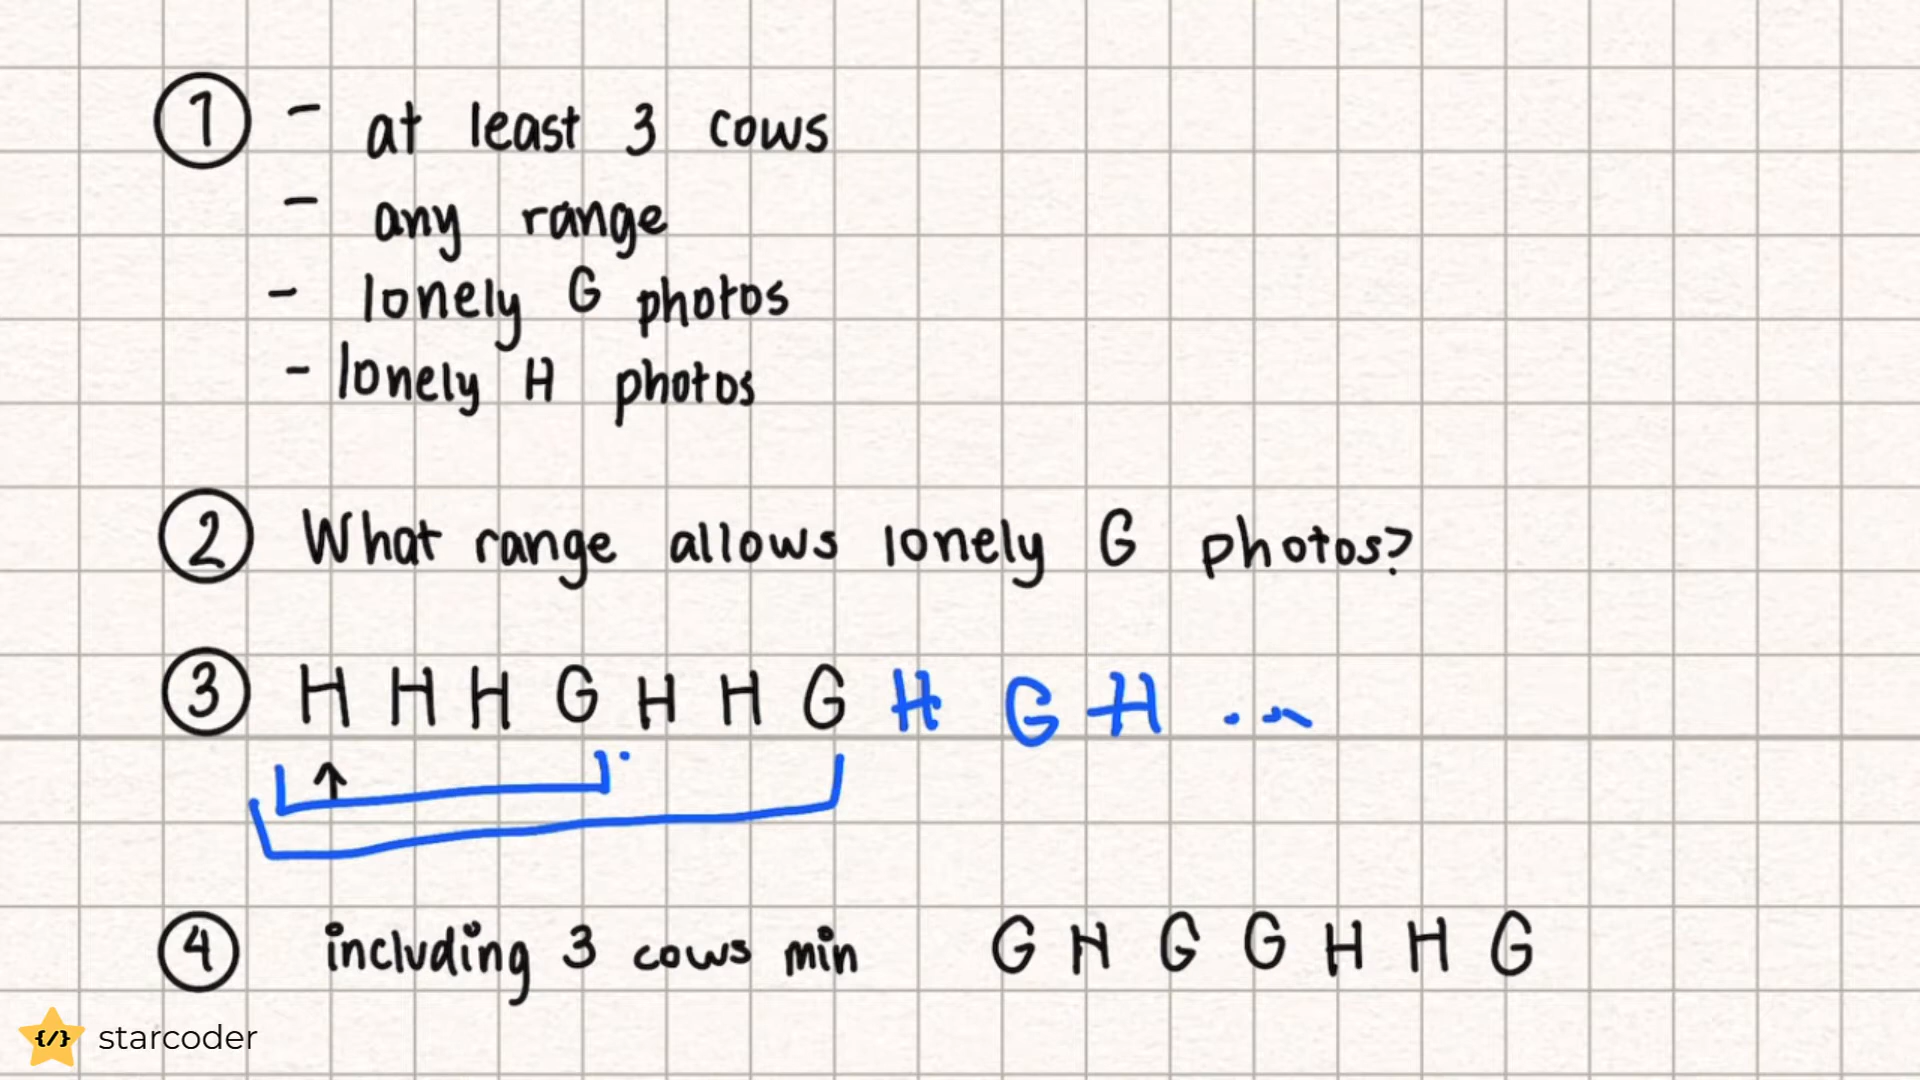 1 - at least 3 cows
- any range
- lonely G photos
- lonely H photos
2 What range allows lonely G photos?
3 H H H G H H G H G H ...
4 including 3 cows min G H G G H H G
{/} starcoder